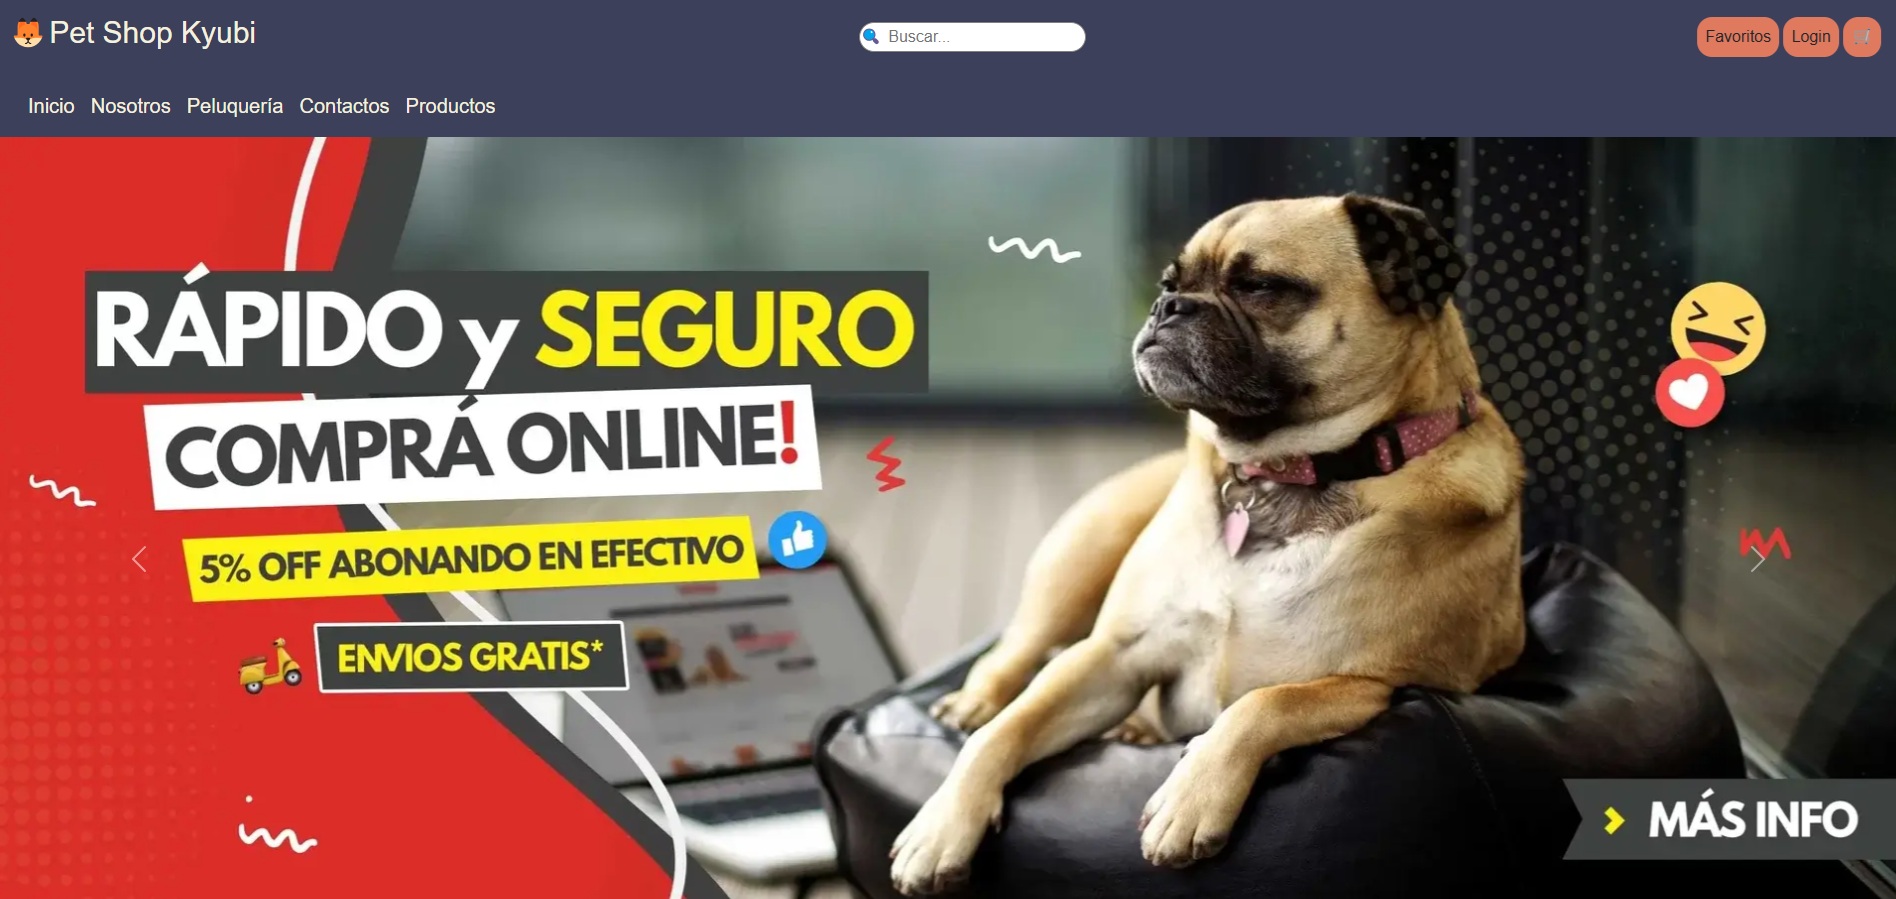 Pet Shop Kyubi
Buscar...
Favoritos
Login
Inicio Nosotros Peluquería Contactos Productos
RÁPIDO y SEGURO
COMPRÁ ONLINE!
5% OFF ABONANDO EN EFECTIVO
ENVIOS GRATIS*
MÁS INFO